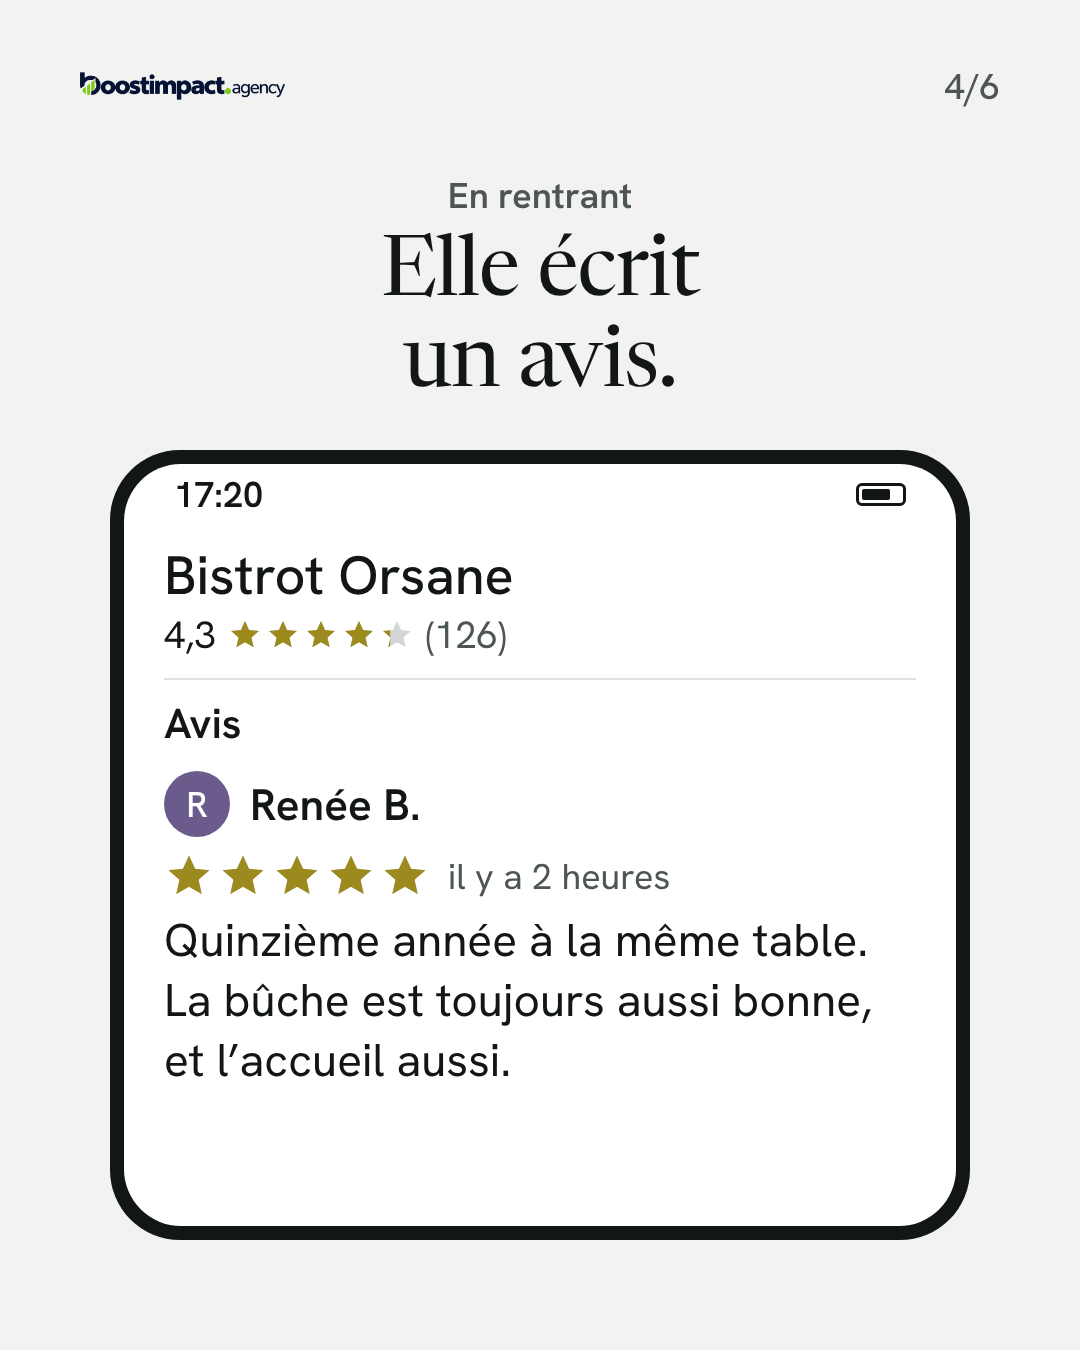 boostimpact.agency
4/6
En rentrant
Elle écrit
un avis.
17:20
Bistrot Orsane
4,3 (126)
Avis
R Renée B.
il y a 2 heures
Quinzième année à la même table.
La bûche est toujours aussi bonne,
et l’accueil aussi.